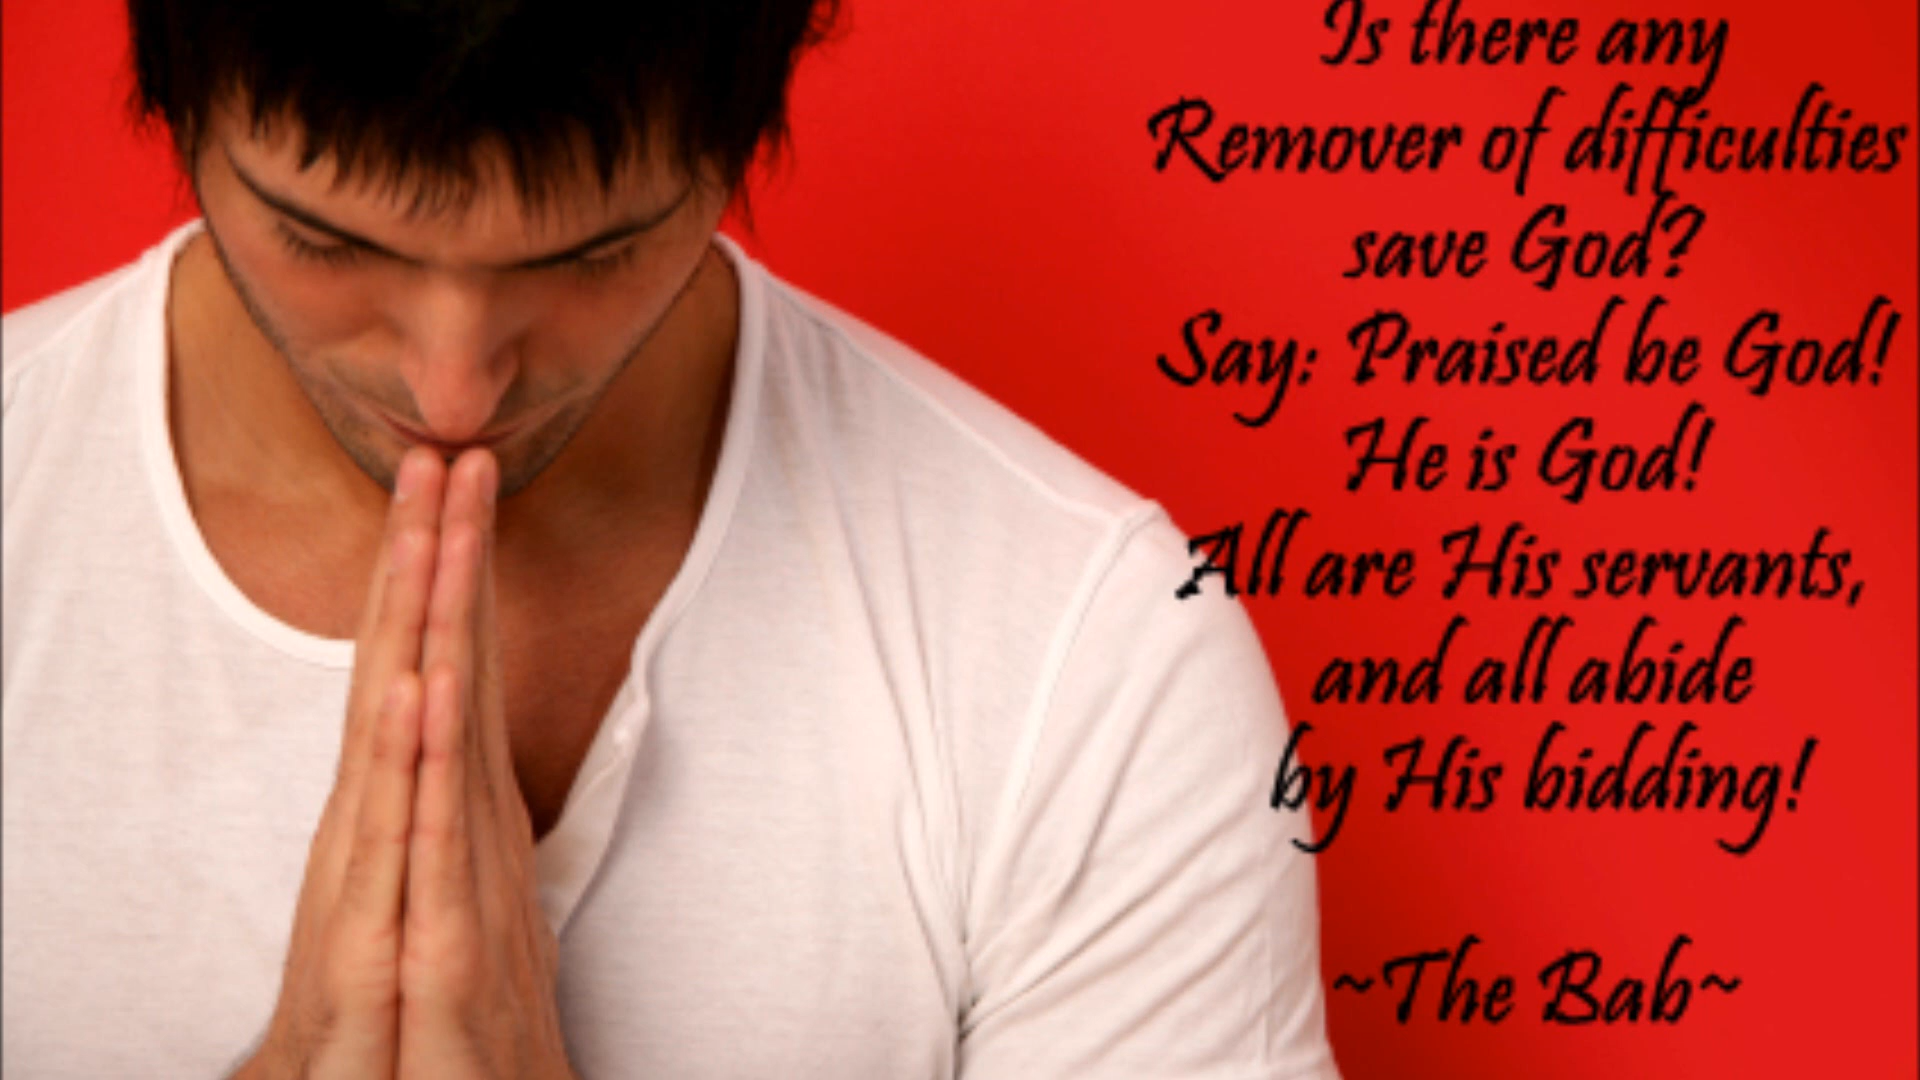 Is there any
Remover of difficulties
save God?
Say: Praised be God!
He is God!
All are His servants,
and all abide
by His bidding!
~The Bab~